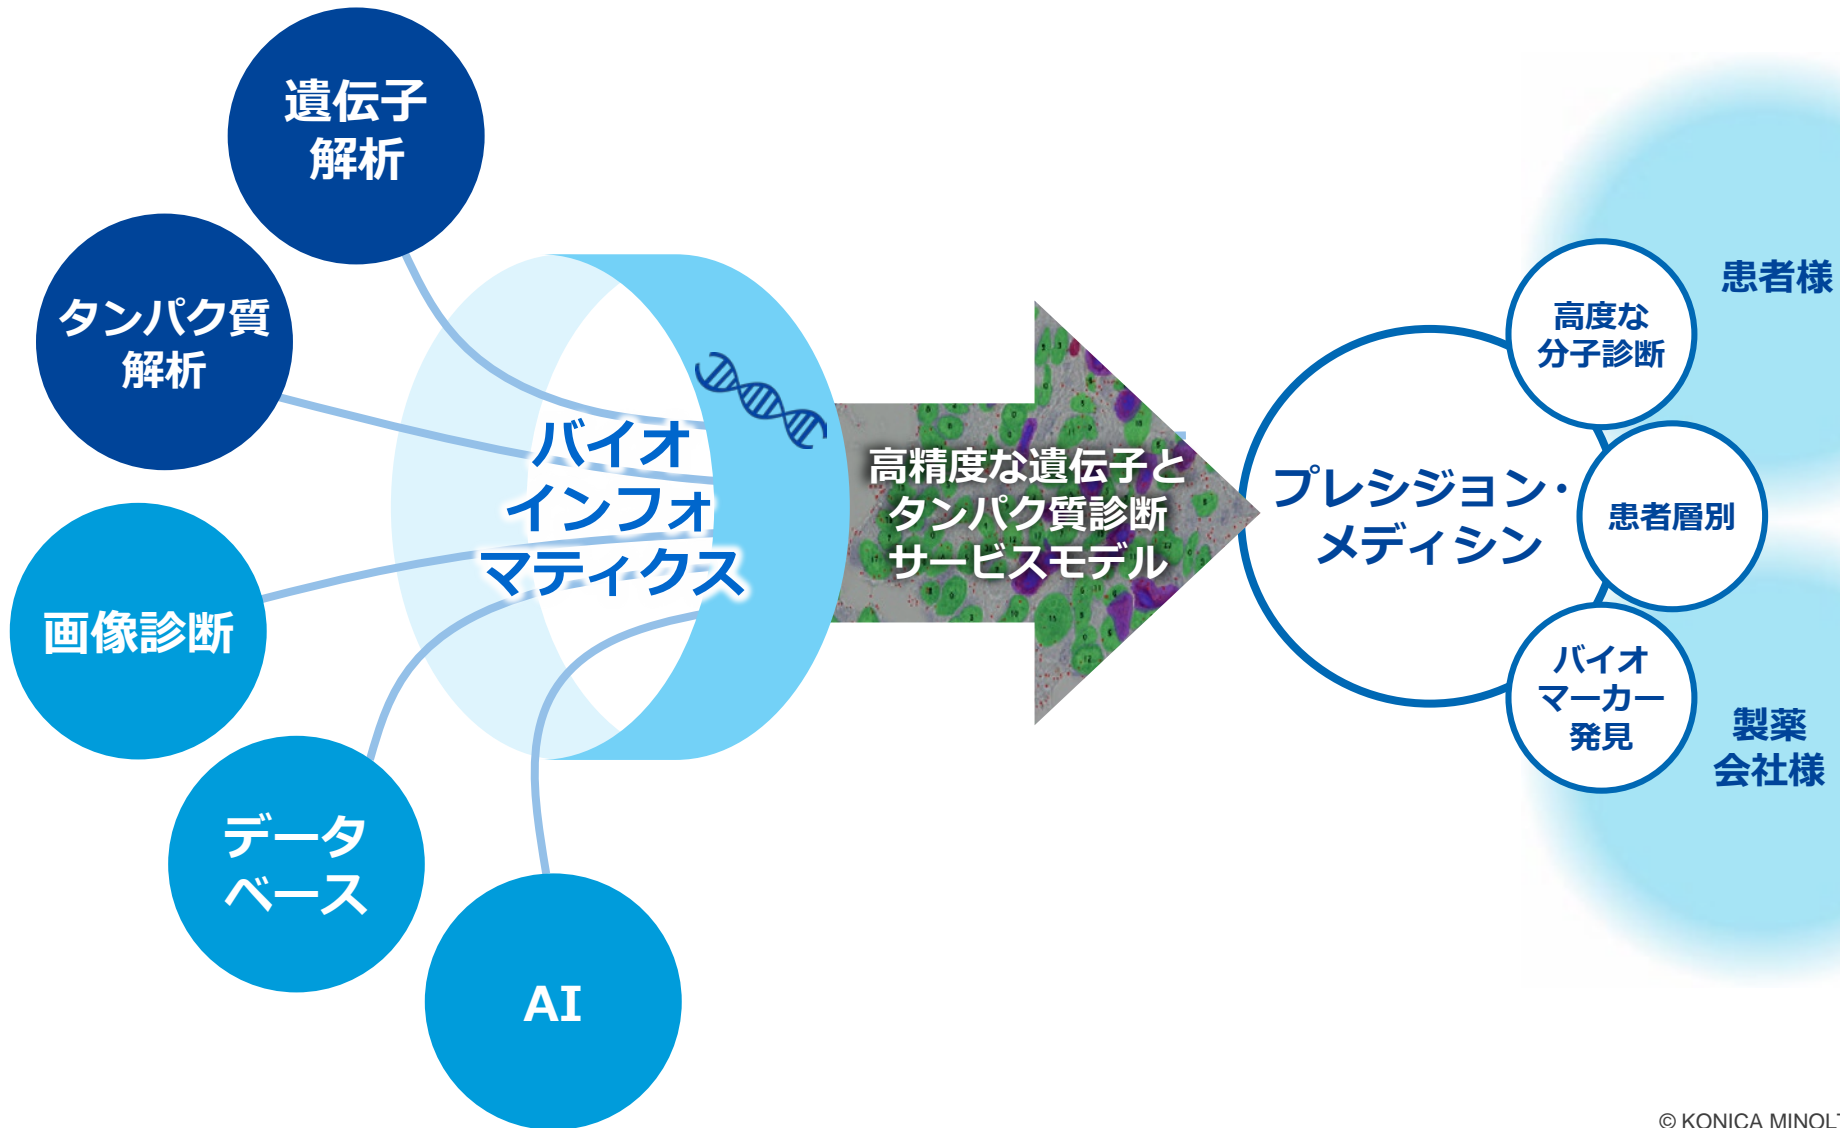 遺伝子
解析
タンパク質
解析
画像診断
データ
ベース
AI
バイオ
インフォ
マティクス
高精度な遺伝子と
タンパク質診断
サービスモデル
プレシジョン・
メディシン
高度な
分子診断
患者層別
バイオ
マーカー
発見
患者様
製薬
会社様
© KONICA MINOLT